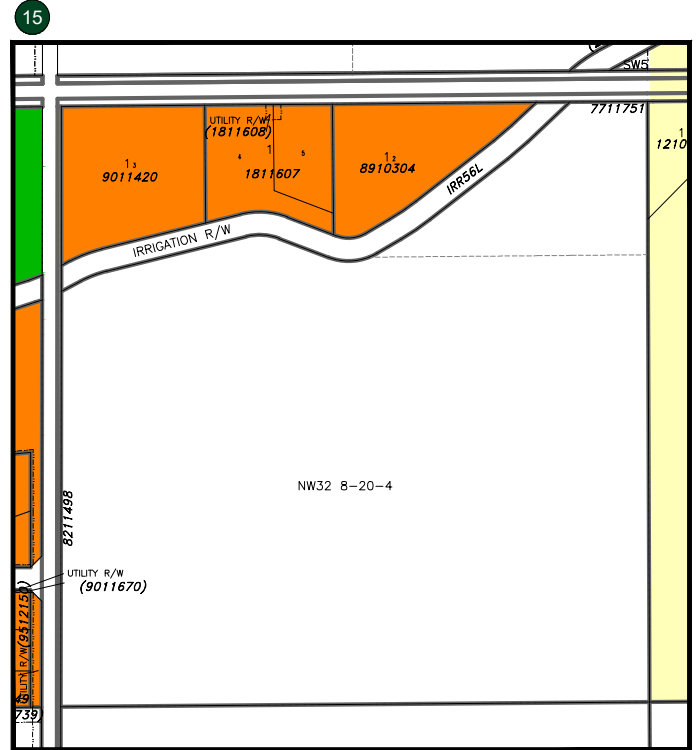 15
SW5
7711751
UTILITY R/W
(1811608)
1
1210
1 3
9011420
4
1
5
1811607
1 2
8910304
IRR56L
IRRIGATION R/W
NW32 8-20-4
8211498
UTILITY R/W
(9011670)
UTILITY R/W(9512150)
49
739)